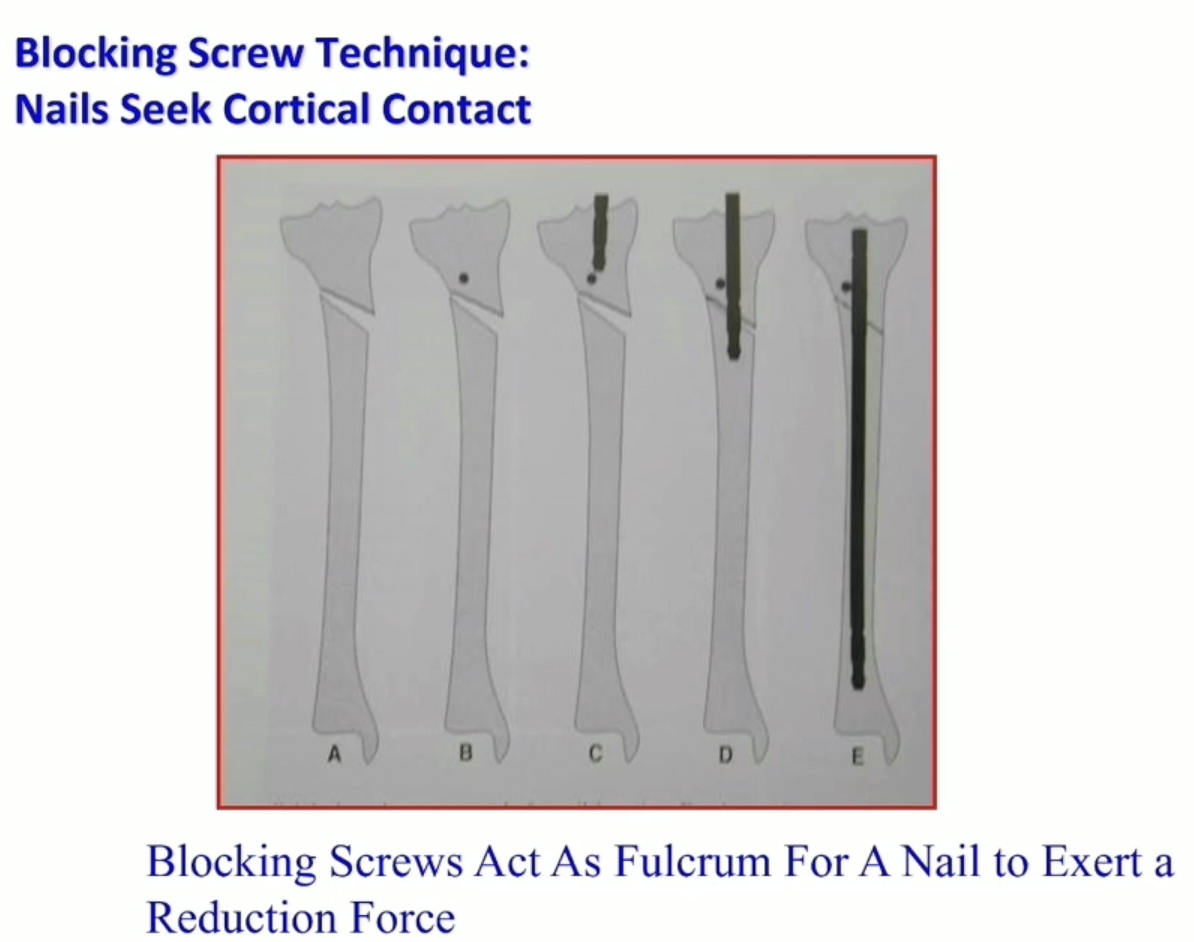 Blocking Screw Technique:
Nails Seek Cortical Contact
A B C D E
Blocking Screws Act As Fulcrum For A Nail to Exert a
Reduction Force